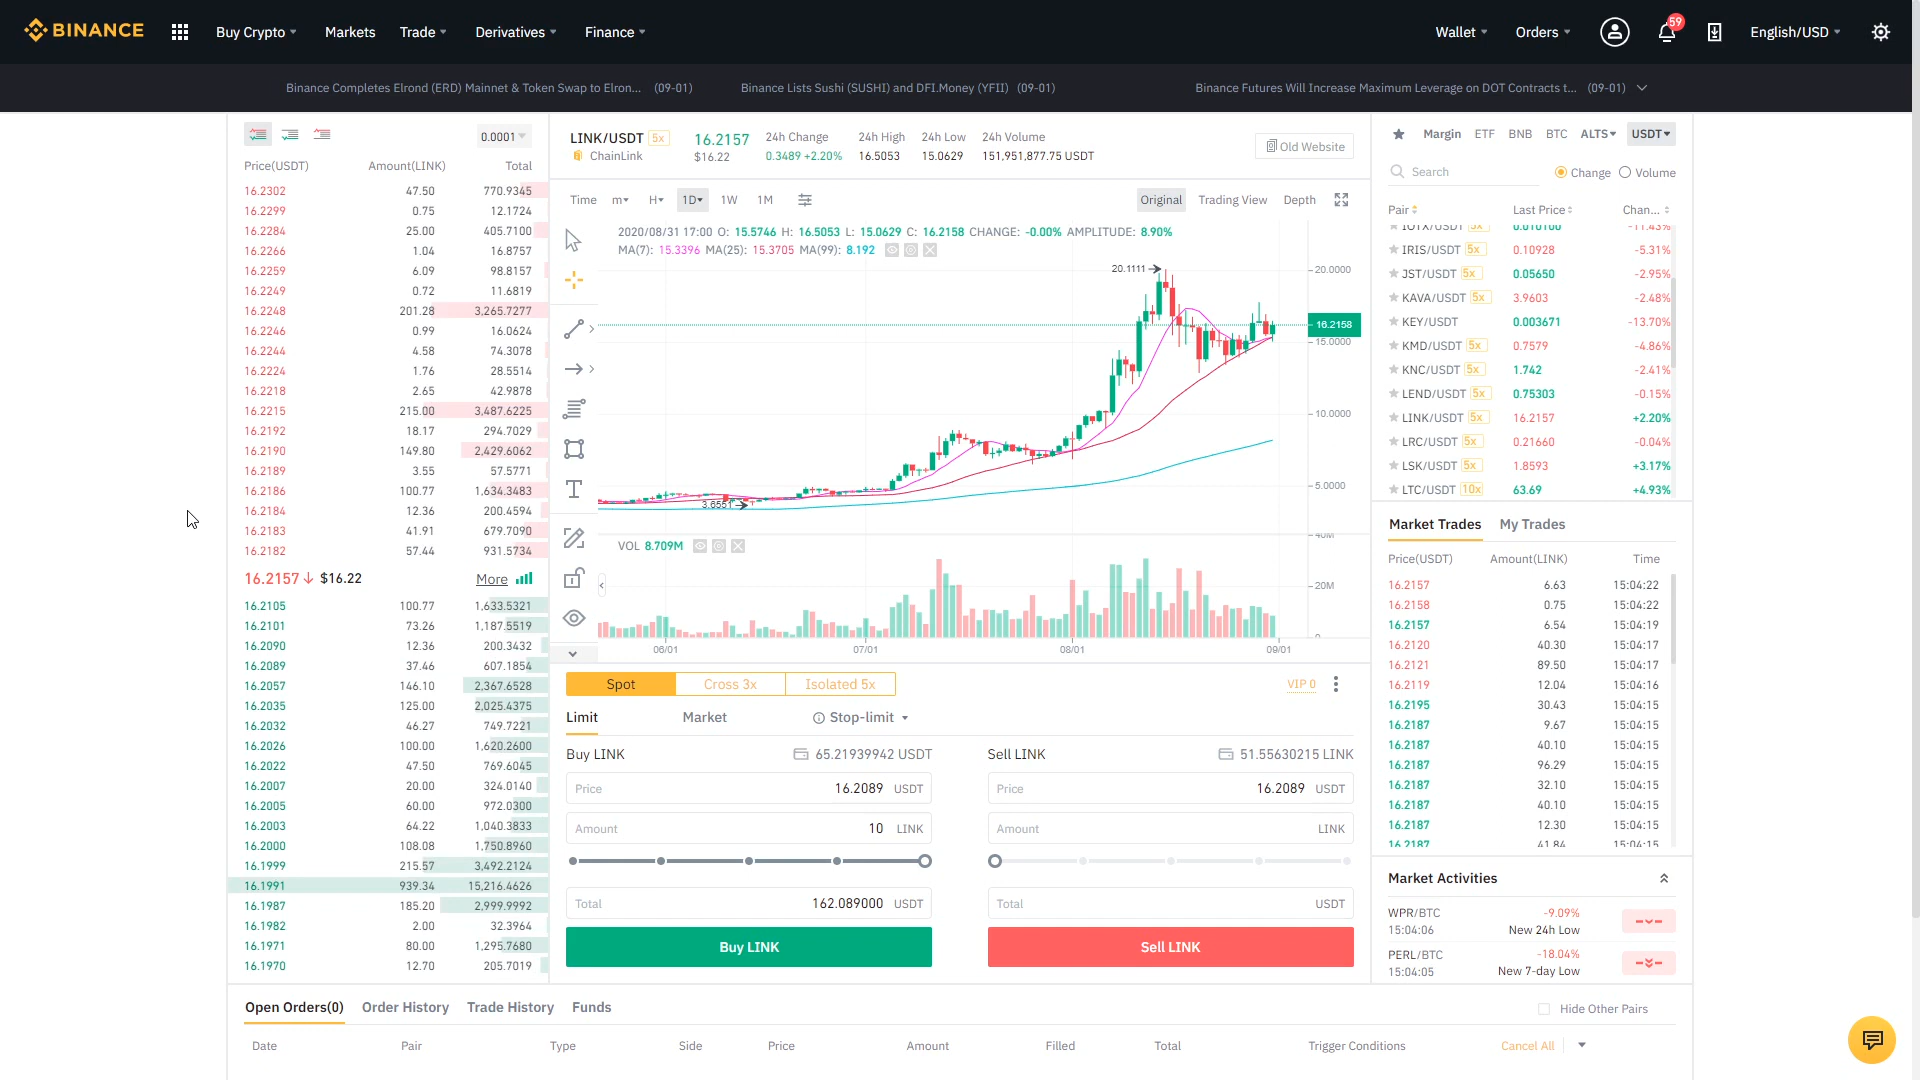 BINANCE Buy Crypto Markets Trade Derivatives Finance Wallet Orders 59 English/USD
Binance Completes Elrond (ERD) Mainnet & Token Swap to Elron... (09-01) Binance Lists Sushi (SUSHI) and DFI.Money (YFII) (09-01) Binance Futures Will Increase Maximum Leverage on DOT Contracts t... (09-01)
0.0001
Price(USDT) Amount(LINK) Total
16.2302 47.50 770.9345
16.2299 0.75 12.1724
16.2284 25.00 405.7100
16.2266 1.04 16.8757
16.2259 6.09 98.8157
16.2249 0.72 11.6819
16.2248 201.28 3,265.7277
16.2246 0.99 16.0624
16.2244 4.58 74.3078
16.2224 1.76 28.5514
16.2218 2.65 42.9878
16.2215 215.00 3,487.6225
16.2192 18.17 294.7029
16.2190 149.80 2,429.6062
16.2189 3.55 57.5771
16.2186 100.77 1,634.3483
16.2184 12.36 200.4594
16.2183 41.91 679.7090
16.2182 57.44 931.5734
16.2157↓ $16.22 More
16.2105 100.77 1,633.5321
16.2101 73.26 1,187.5519
16.2090 12.36 200.3432
16.2089 37.46 607.1854
16.2057 146.10 2,367.6528
16.2035 125.00 2,025.4375
16.2032 46.27 749.7221
16.2026 100.00 1,620.2600
16.2022 47.50 769.6045
16.2007 20.00 324.0140
16.2005 60.00 972.0300
16.2003 64.22 1,040.3833
16.2000 108.08 1,750.8960
16.1999 215.57 3,492.2124
16.1991 939.34 15,216.4626
16.1987 185.20 2,999.9992
16.1982 2.00 32.3964
16.1971 80.00 1,295.7680
16.1970 12.70 205.7019
LINK/USDT 5x 16.2157 24h Change 24h High 24h Low 24h Volume
ChainLink $16.22 0.3489 +2.20% 16.5053 15.0629 151,951,877.75 USDT
Old Website
Time m H 1D 1W 1M Original Trading View Depth
2020/08/31 17:00 O: 15.5746 H: 16.5053 L: 15.0629 C: 16.2158 CHANGE: -0.00% AMPLITUDE: 8.90%
MA(7): 15.3396 MA(25): 15.3705 MA(99): 8.192
20.1111
20.0000
16.2158
15.0000
10.0000
5.0000
3.6551
VOL 8.709M
40M
20M
0
06/01 07/01 08/01 09/01
Spot Cross 3x Isolated 5x VIP 0
Limit Market Stop-limit
Buy LINK 65.21939942 USDT
Price 16.2089 USDT
Amount 10 LINK
Total 162.089000 USDT
Buy LINK
Sell LINK 51.55630215 LINK
Price 16.2089 USDT
Amount LINK
Total USDT
Sell LINK
Margin ETF BNB BTC ALTS USDT
Search Change Volume
Pair Last Price Chan...
IOTX/USDT 5x 0.010100 -11.43%
IRIS/USDT 5x 0.10928 -5.31%
JST/USDT 5x 0.05650 -2.95%
KAVA/USDT 5x 3.9603 -2.48%
KEY/USDT 0.003671 -13.70%
KMD/USDT 5x 0.7579 -4.86%
KNC/USDT 5x 1.742 -2.41%
LEND/USDT 5x 0.75303 -0.15%
LINK/USDT 5x 16.2157 +2.20%
LRC/USDT 5x 0.21660 -0.04%
LSK/USDT 5x 1.8593 +3.17%
LTC/USDT 10x 63.69 +4.93%
Market Trades My Trades
Price(USDT) Amount(LINK) Time
16.2157 6.63 15:04:22
16.2158 0.75 15:04:22
16.2157 6.54 15:04:19
16.2120 40.30 15:04:17
16.2121 89.50 15:04:17
16.2119 12.04 15:04:16
16.2195 30.43 15:04:15
16.2187 9.67 15:04:15
16.2187 40.10 15:04:15
16.2187 96.29 15:04:15
16.2187 32.10 15:04:15
16.2187 40.10 15:04:15
16.2187 12.30 15:04:15
16.2187 41.84 15:04:15
Market Activities
WPR/BTC -9.09%
15:04:06 New 24h Low
PERL/BTC -18.04%
15:04:05 New 7-day Low
Open Orders(0) Order History Trade History Funds Hide Other Pairs
Date Pair Type Side Price Amount Filled Total Trigger Conditions Cancel All